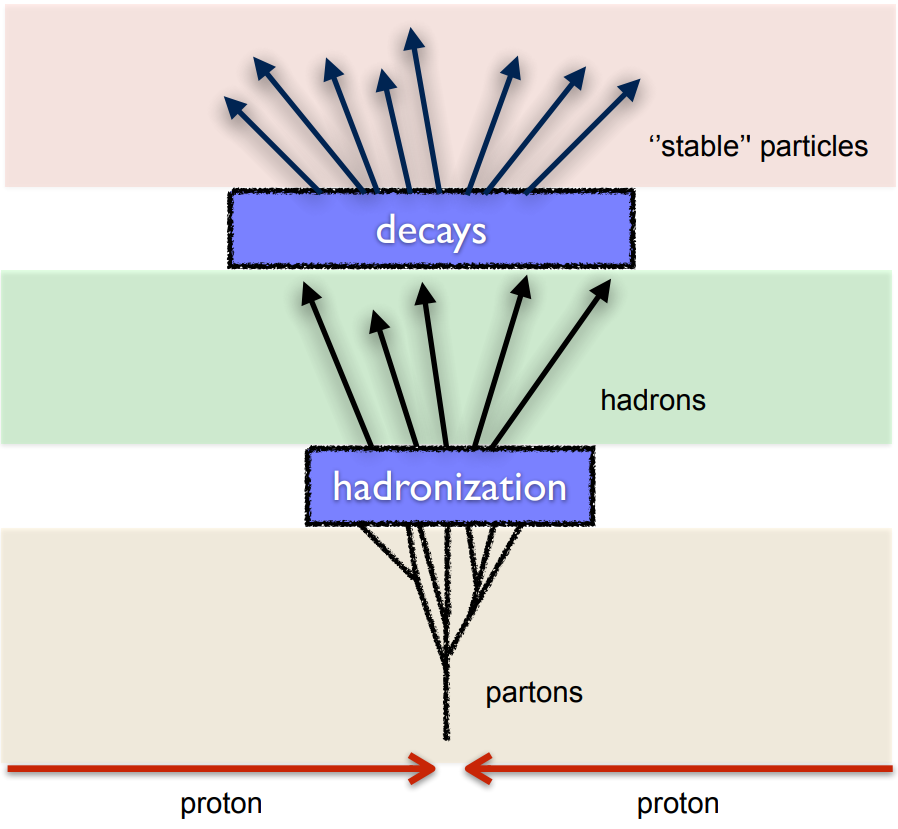 ‘’stable’’ particles
decays
hadrons
hadronization
partons
proton
proton